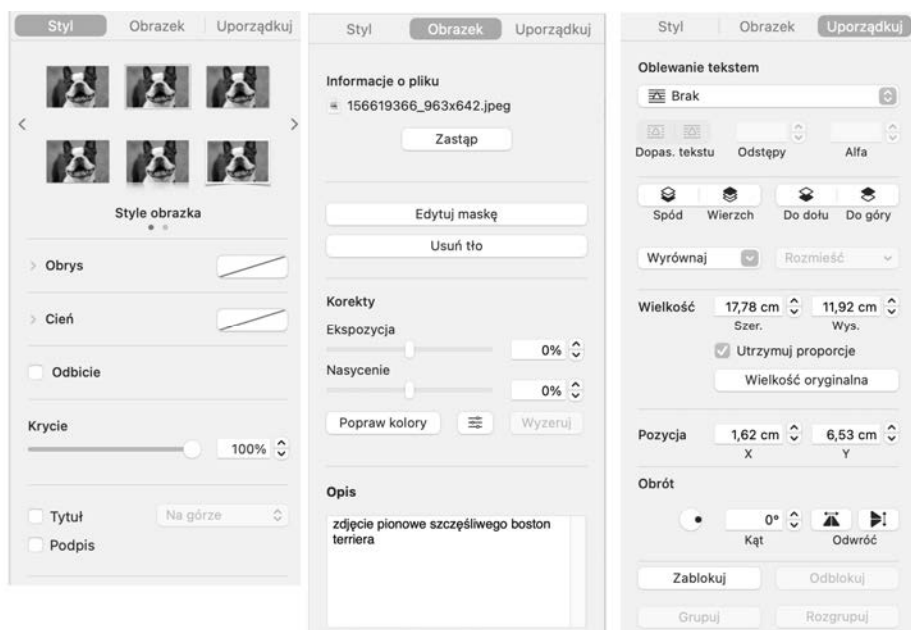 Styl Obrazek Uporządkuj
Style obrazka
Obrys
Cień
Odbicie
Krycie
100%
Tytuł Na górze
Podpis
Styl Obrazek Uporządkuj
Informacje o pliku
156619366_963x642.jpeg
Zastąp
Edytuj maskę
Usuń tło
Korekty
Ekspozycja
0%
Nasycenie
0%
Popraw kolory Wyzeruj
Opis
zdjęcie pionowe szczęśliwego boston
terriera
Styl Obrazek Uporządkuj
Oblewanie tekstem
Brak
Dopas. tekstu Odstępy Alfa
Spód Wierzch Do dołu Do góry
Wyrównaj Rozmieść
Wielkość 17,78 cm 11,92 cm
Szer. Wys.
Utrzymuj proporcje
Wielkość oryginalna
Pozycja 1,62 cm 6,53 cm
X Y
Obrót
0°
Kąt Odwróć
Zablokuj Odblokuj
Grupuj Rozgrupuj